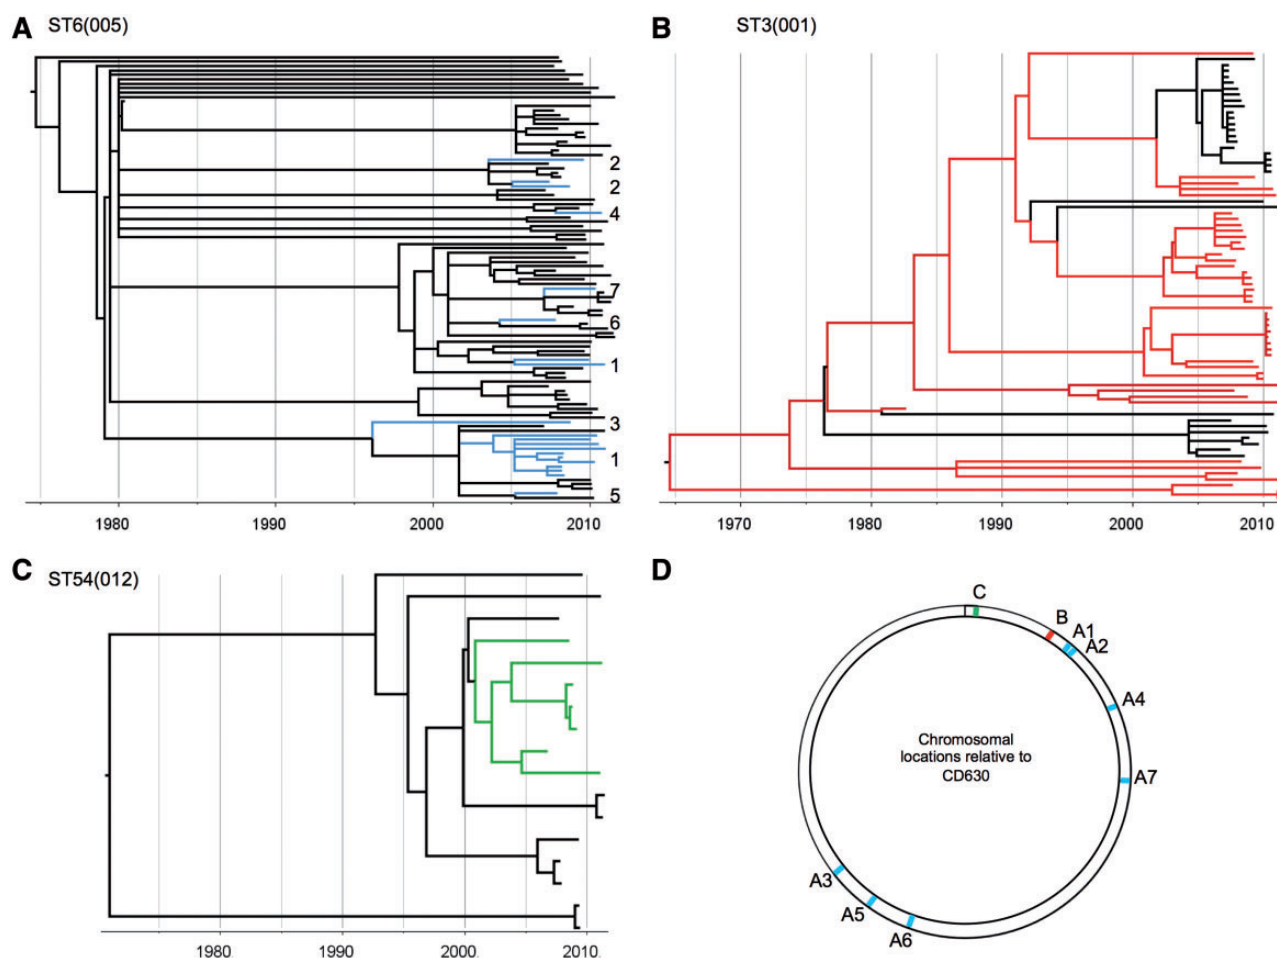 A ST6(005)
2
2
4
7
6
1
3
1
5
1980 1990 2000 2010
B ST3(001)
1970 1980 1990 2000 2010
C ST54(012)
1980. 1990 2000. 2010.
D
C
B
A1
A2
A4
A7
A3
A5
A6
Chromosomal
locations relative to
CD630